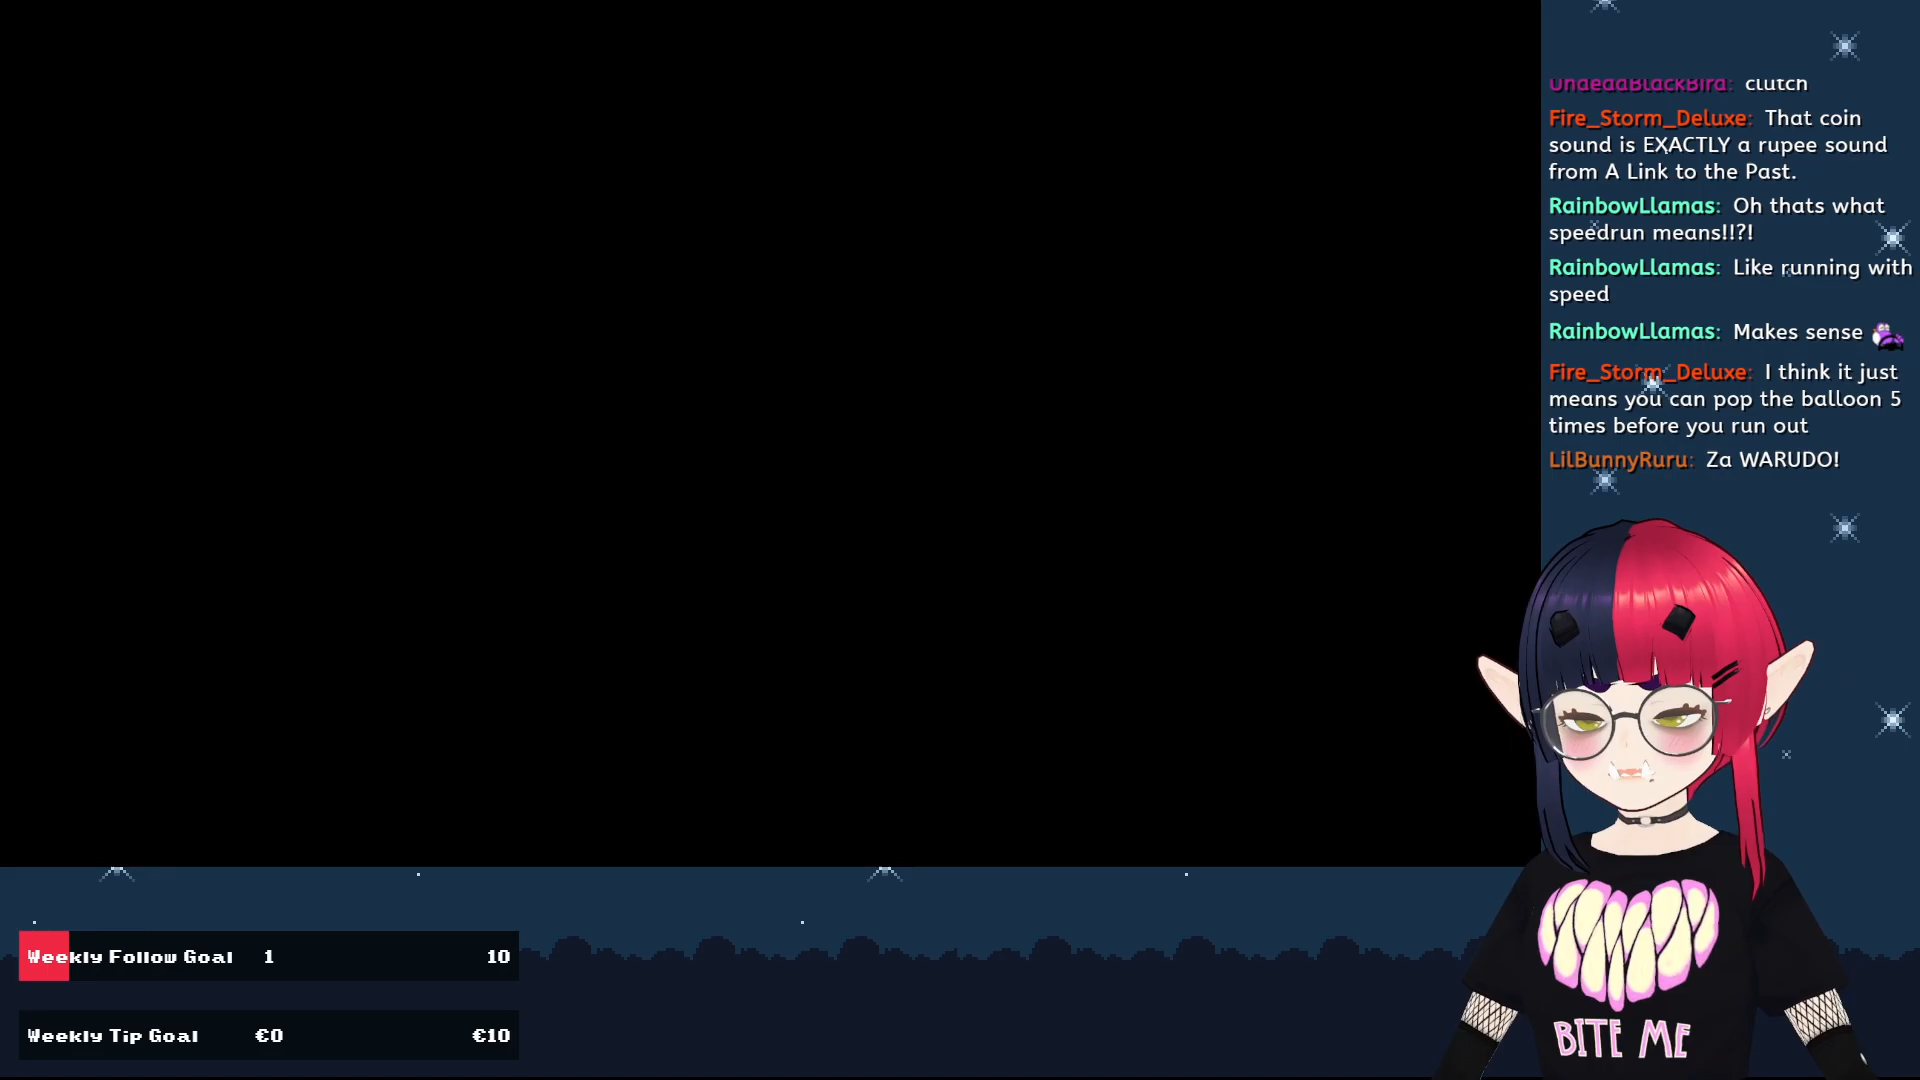 UndeadBlackBird: clutch
Fire_Storm_Deluxe: That coin
sound is EXACTLY a rupee sound
from A Link to the Past.
RainbowLlamas: Oh thats what
speedrun means!!?!
RainbowLlamas: Like running with
speed
RainbowLlamas: Makes sense
Fire_Storm_Deluxe: I think it just
means you can pop the balloon 5
times before you run out
LilBunnyRuru: Za WARUDO!
BITE ME
Weekly Follow Goal 1 10
Weekly Tip Goal €0 €10